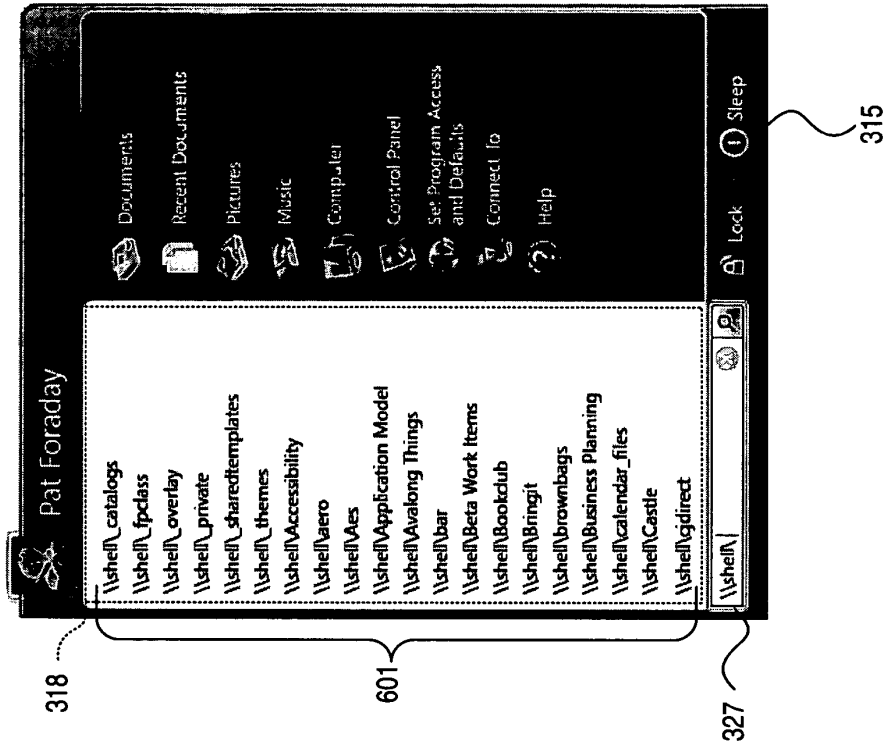 Pat Foraday
\\shell\_catalogs
\\shell\_fpclass
\\shell\_overlay
\\shell\_private
\\shell\_sharedtemplates
\\shell\_themes
\\shell\Accessibility
\\shell\aero
\\shell\Aes
\\shell\Application Model
\\shell\Avalong Things
\\shell\bar
\\shell\Beta Work Items
\\shell\Bookclub
\\shell\Bringit
\\shell\brownbags
\\shell\Business Planning
\\shell\calendar_files
\\shell\Castle
\\shell\cjdirect
\\shell\
Documents
Recent Documents
Pictures
Music
Computer
Control Panel
Set Program Access
and Defaults
Connect To
Help
Lock
Sleep
318
601
327
315